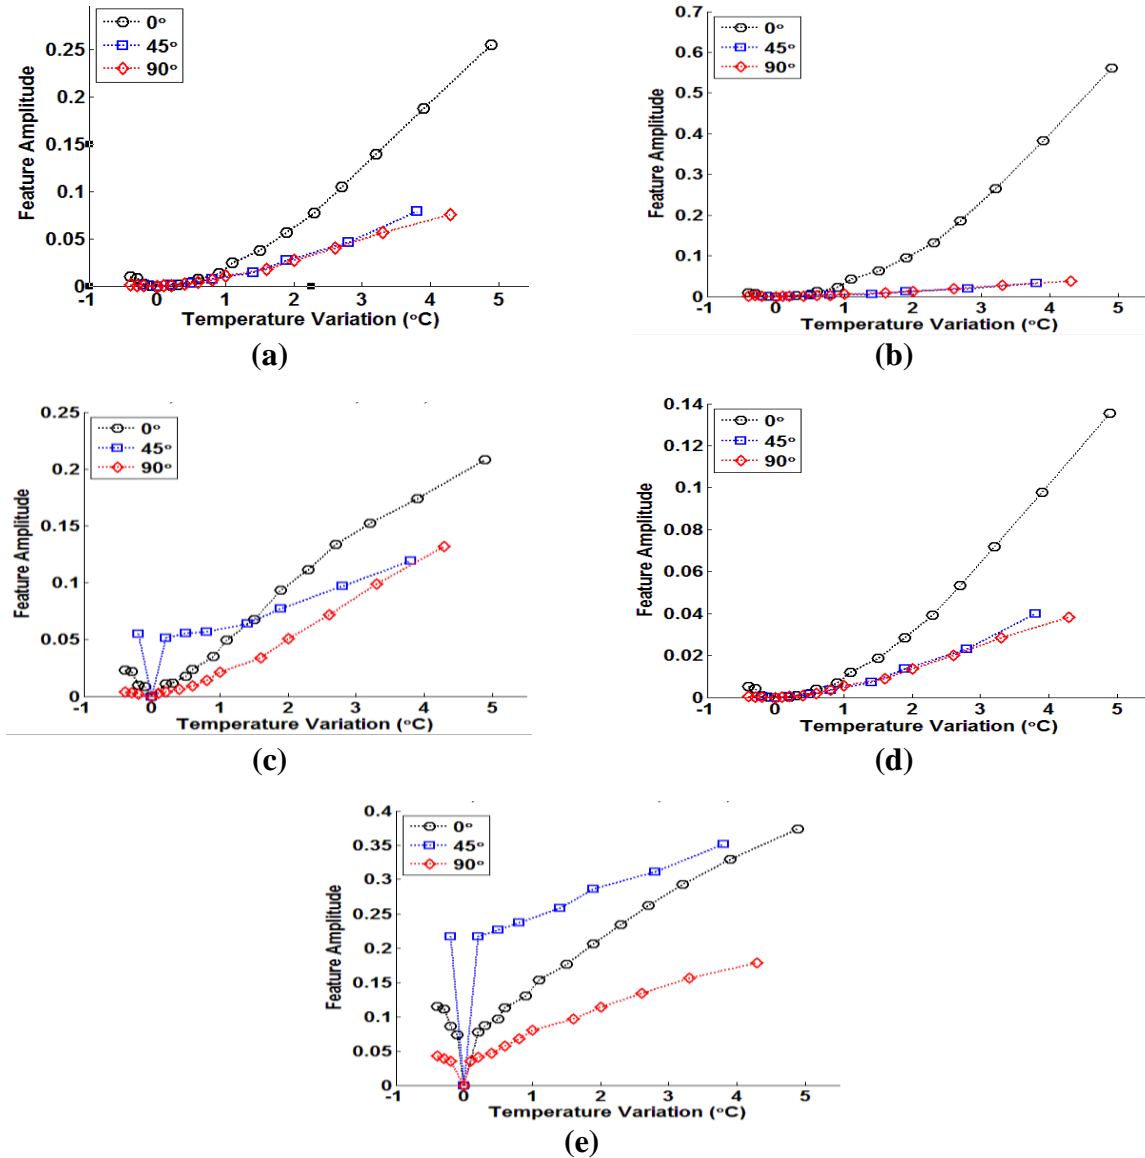 0°
45°
90°
0.25
0.2
0.15
0.1
0.05
0
Feature Amplitude
-1 0 1 2 3 4 5
Temperature Variation (°C)
(a)
0°
45°
90°
0.7
0.6
0.5
0.4
0.3
0.2
0.1
0
Feature Amplitude
-1 0 1 2 3 4 5
Temperature Variation (°C)
(b)
0°
45°
90°
0.25
0.2
0.15
0.1
0.05
0
Feature Amplitude
-1 0 1 2 3 4 5
Temperature Variation (°C)
(c)
0°
45°
90°
0.14
0.12
0.1
0.08
0.06
0.04
0.02
0
Feature Amplitude
-1 0 1 2 3 4 5
Temperature Variation (°C)
(d)
0°
45°
90°
0.4
0.35
0.3
0.25
0.2
0.15
0.1
0.05
0
Feature Amplitude
-1 0 1 2 3 4 5
Temperature Variation (°C)
(e)